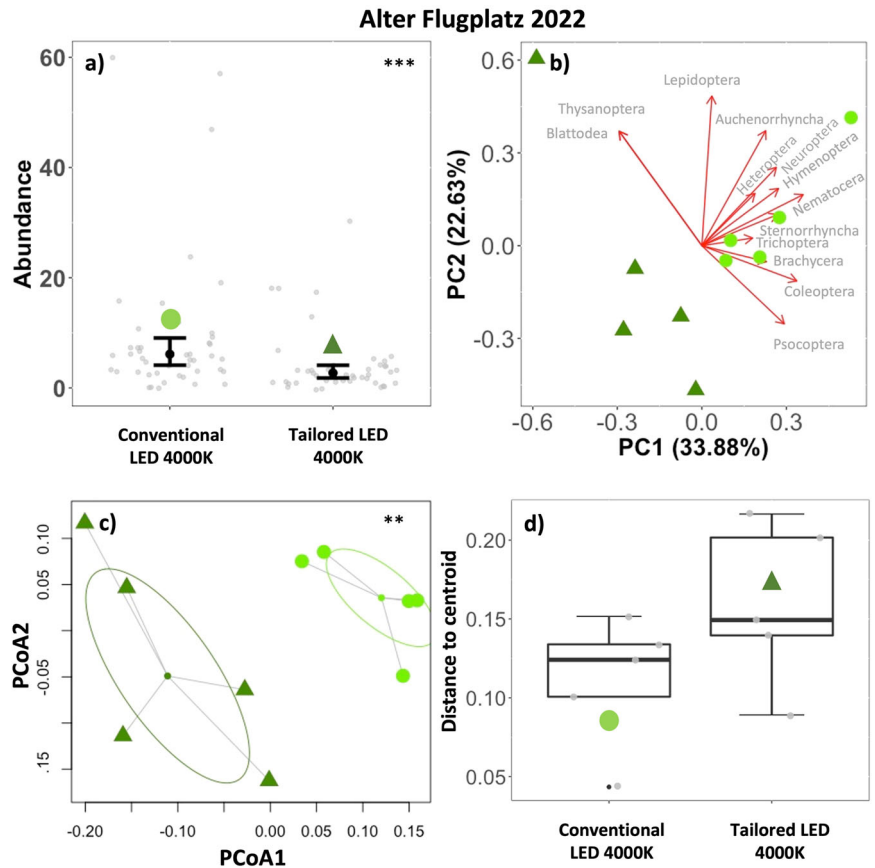 Alter Flugplatz 2022
a)
***
60
40
20
0
Abundance
Conventional
LED 4000K
Tailored LED
4000K
b)
0.6
0.3
0.0
-0.3
PC2 (22.63%)
Lepidoptera
Thysanoptera
Blattodea
Auchenorrhyncha
Heteroptera
Neuroptera
Hymenoptera
Nematocera
Sternorrhyncha
Trichoptera
Brachycera
Coleoptera
Psocoptera
-0.6
-0.3
0.0
0.3
PC1 (33.88%)
c)
**
0.10
0.05
-0.05
.15
PCoA2
-0.20
-0.10
0.00
0.05
0.15
PCoA1
d)
0.20
0.15
0.10
0.05
Distance to centroid
Conventional
LED 4000K
Tailored LED
4000K